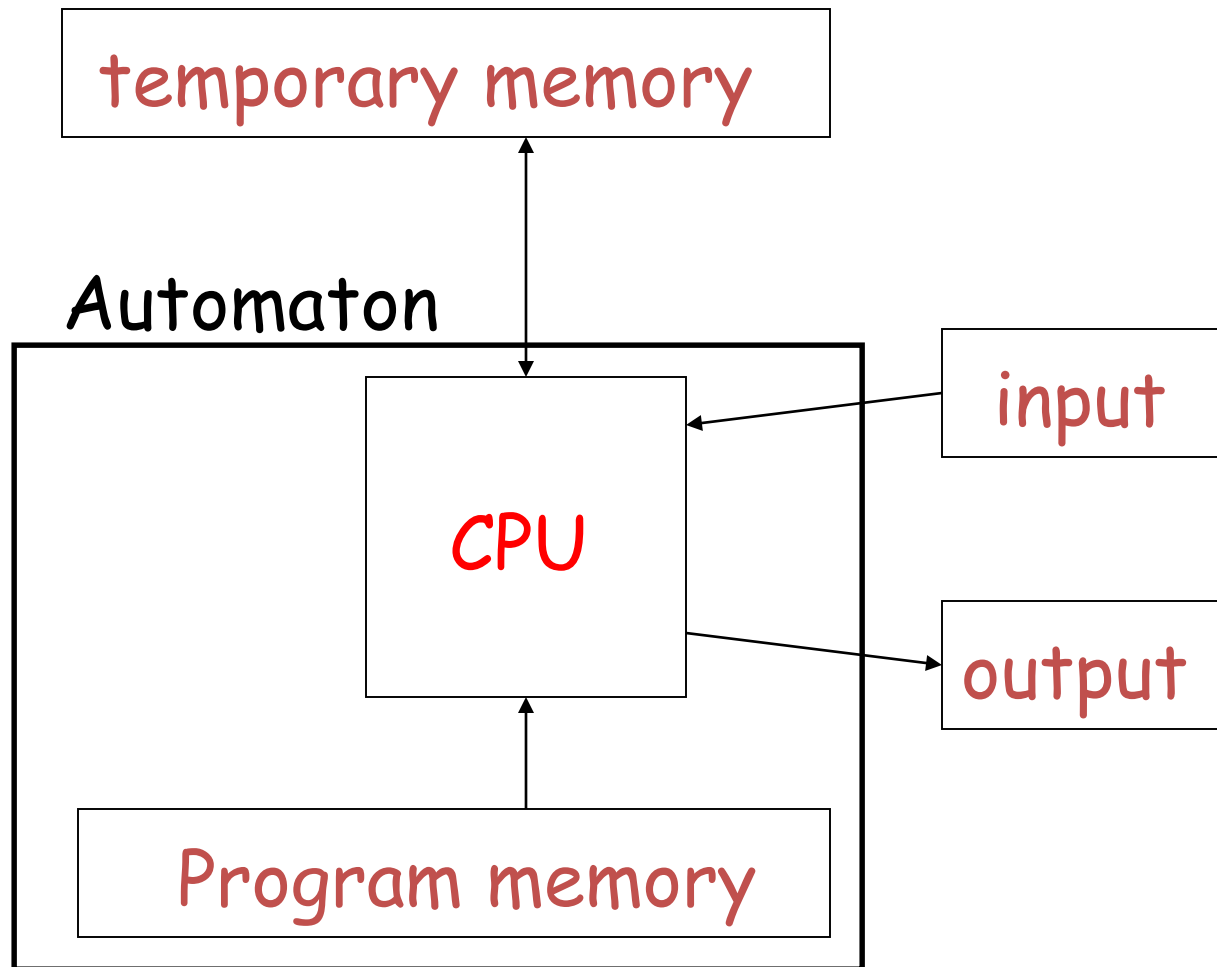 temporary memory
Automaton
input
CPU
output
Program memory